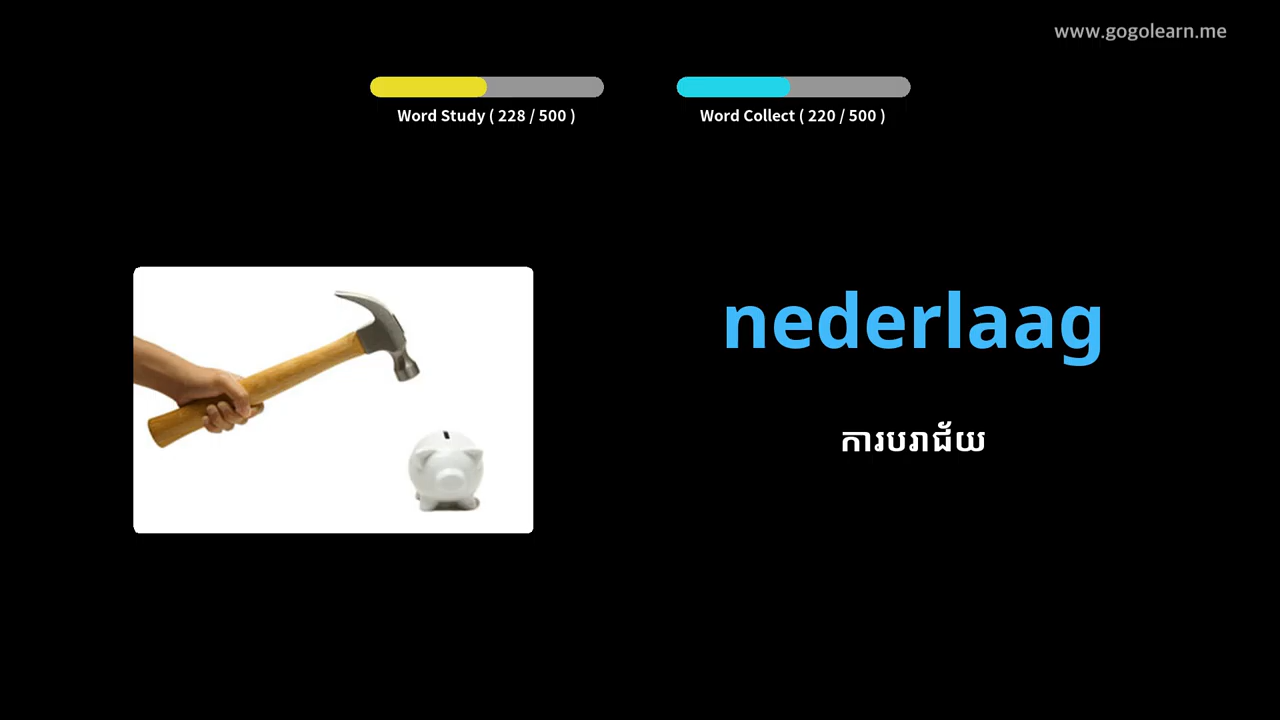 www.gogolearn.me
Word Study ( 228 / 500 )
Word Collect ( 220 / 500 )
nederlaag
ការបរាជ័យ